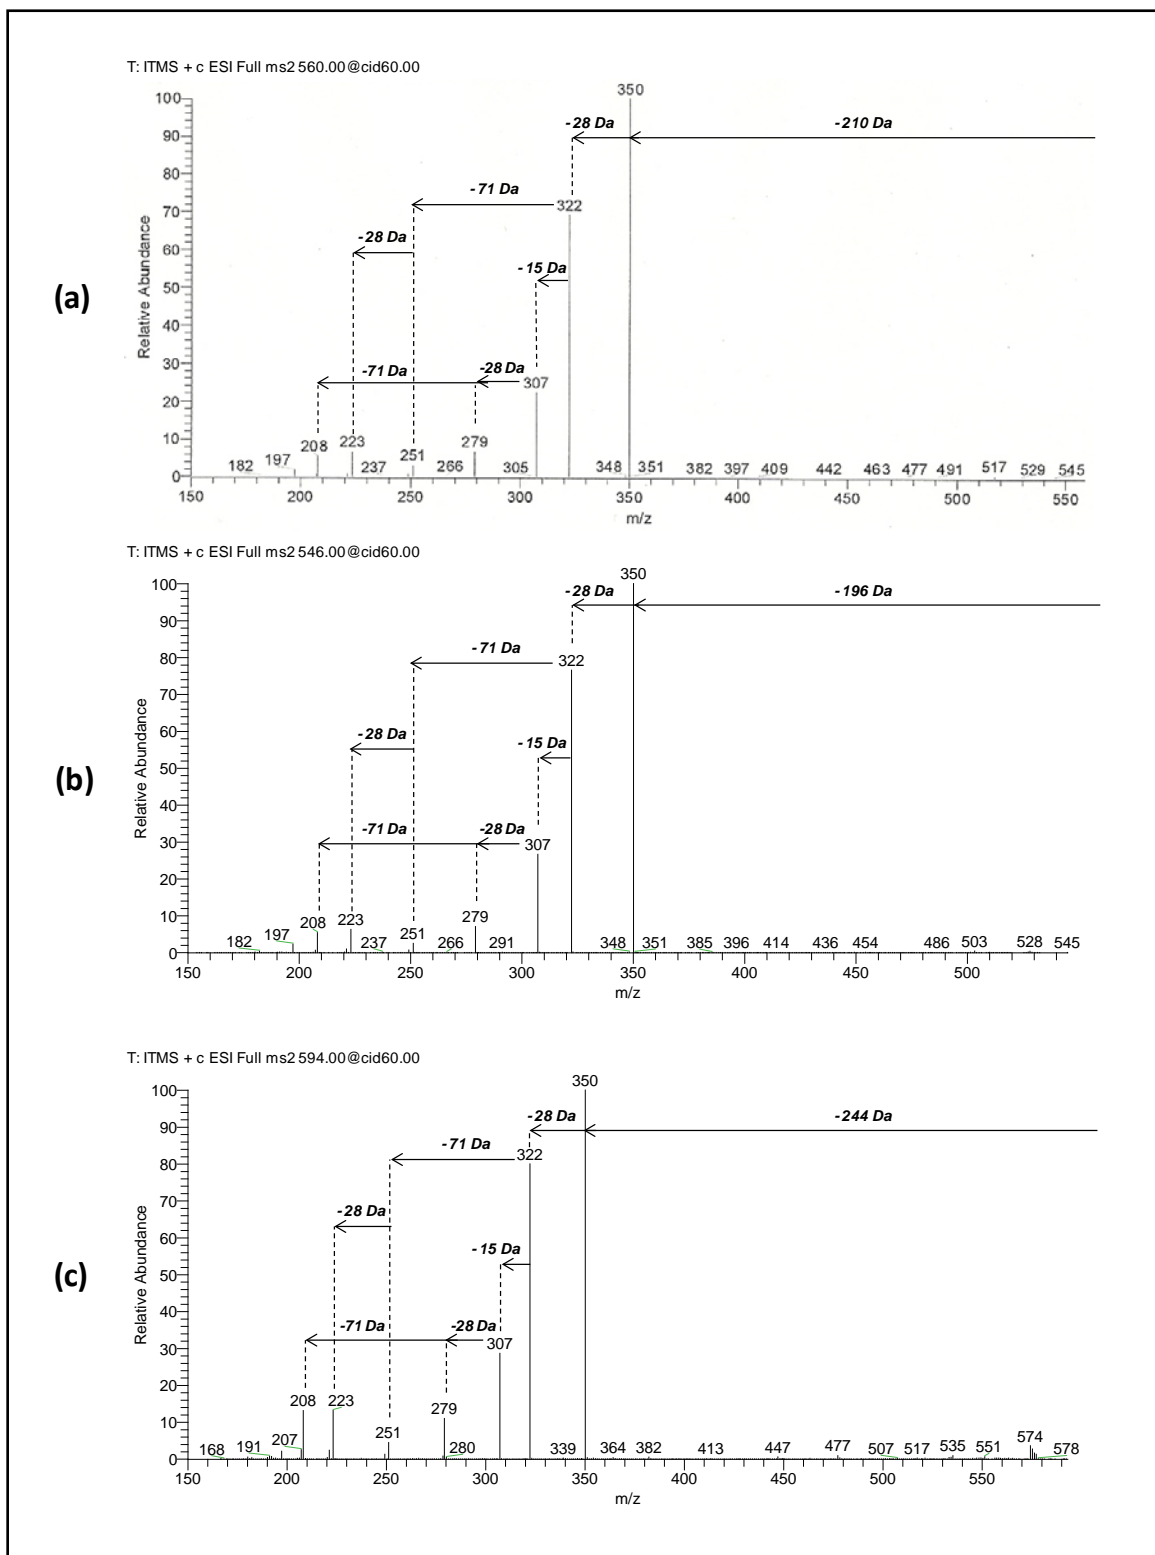 T: ITMS + c ESI Full ms2 560.00@cid60.00
350
100
-28 Da
-210 Da
90
80
-71 Da
322
70
-28 Da
60
-15 Da
50
(a)
Relative Abundance
40
-71 Da
-28 Da
307
30
20
10
182 197 208 223 237 251 266 279 305 348 351 382 397 409 442 463 477 491 517 529 545
0
150 200 250 300 350 400 450 500 550
m/z
T: ITMS + c ESI Full ms2 546.00@cid60.00
350
100
-28 Da
-196 Da
90
80
-71 Da
322
70
60
-28 Da
-15 Da
50
(b)
Relative Abundance
40
-71 Da
-28 Da
307
30
20
10
182 197 208 223 237 251 266 279 291 348 351 385 396 414 436 454 486 503 528 545
0
150 200 250 300 350 400 450 500
m/z
T: ITMS + c ESI Full ms2 594.00@cid60.00
350
100
-28 Da
-244 Da
90
-71 Da
322
80
70
-28 Da
60
-15 Da
50
(c)
Relative Abundance
40
-71 Da
-28 Da
307
30
20
10
168 191 207 208 223 251 279 280 339 364 382 413 447 477 507 517 535 551 574 578
0
150 200 250 300 350 400 450 500 550
m/z